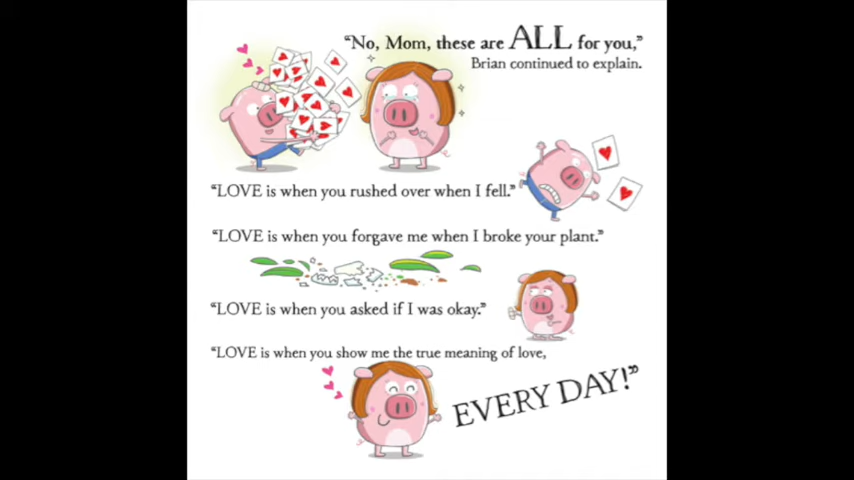 “No, Mom, these are ALL for you,”
Brian continued to explain.
“LOVE is when you rushed over when I fell.”
“LOVE is when you forgave me when I broke your plant.”
“LOVE is when you asked if I was okay.”
“LOVE is when you show me the true meaning of love,
EVERY DAY!”